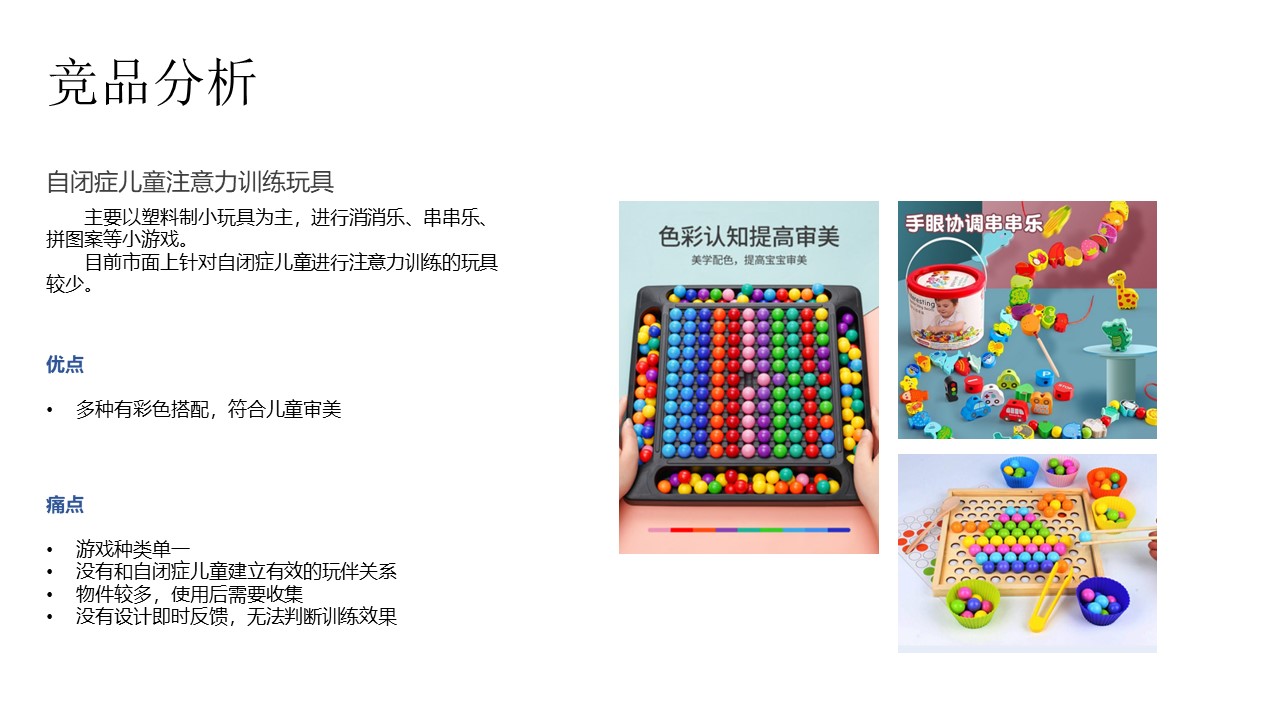 竞品分析
自闭症儿童注意力训练玩具
主要以塑料制小玩具为主，进行消消乐、串串乐、
拼图案等小游戏。
目前市面上针对自闭症儿童进行注意力训练的玩具
较少。
优点
• 多种有彩色搭配，符合儿童审美
痛点
• 游戏种类单一
• 没有和自闭症儿童建立有效的玩伴关系
• 物件较多，使用后需要收集
• 没有设计即时反馈，无法判断训练效果
色彩认知提高审美
美学配色，提高宝宝审美
手眼协调串串乐